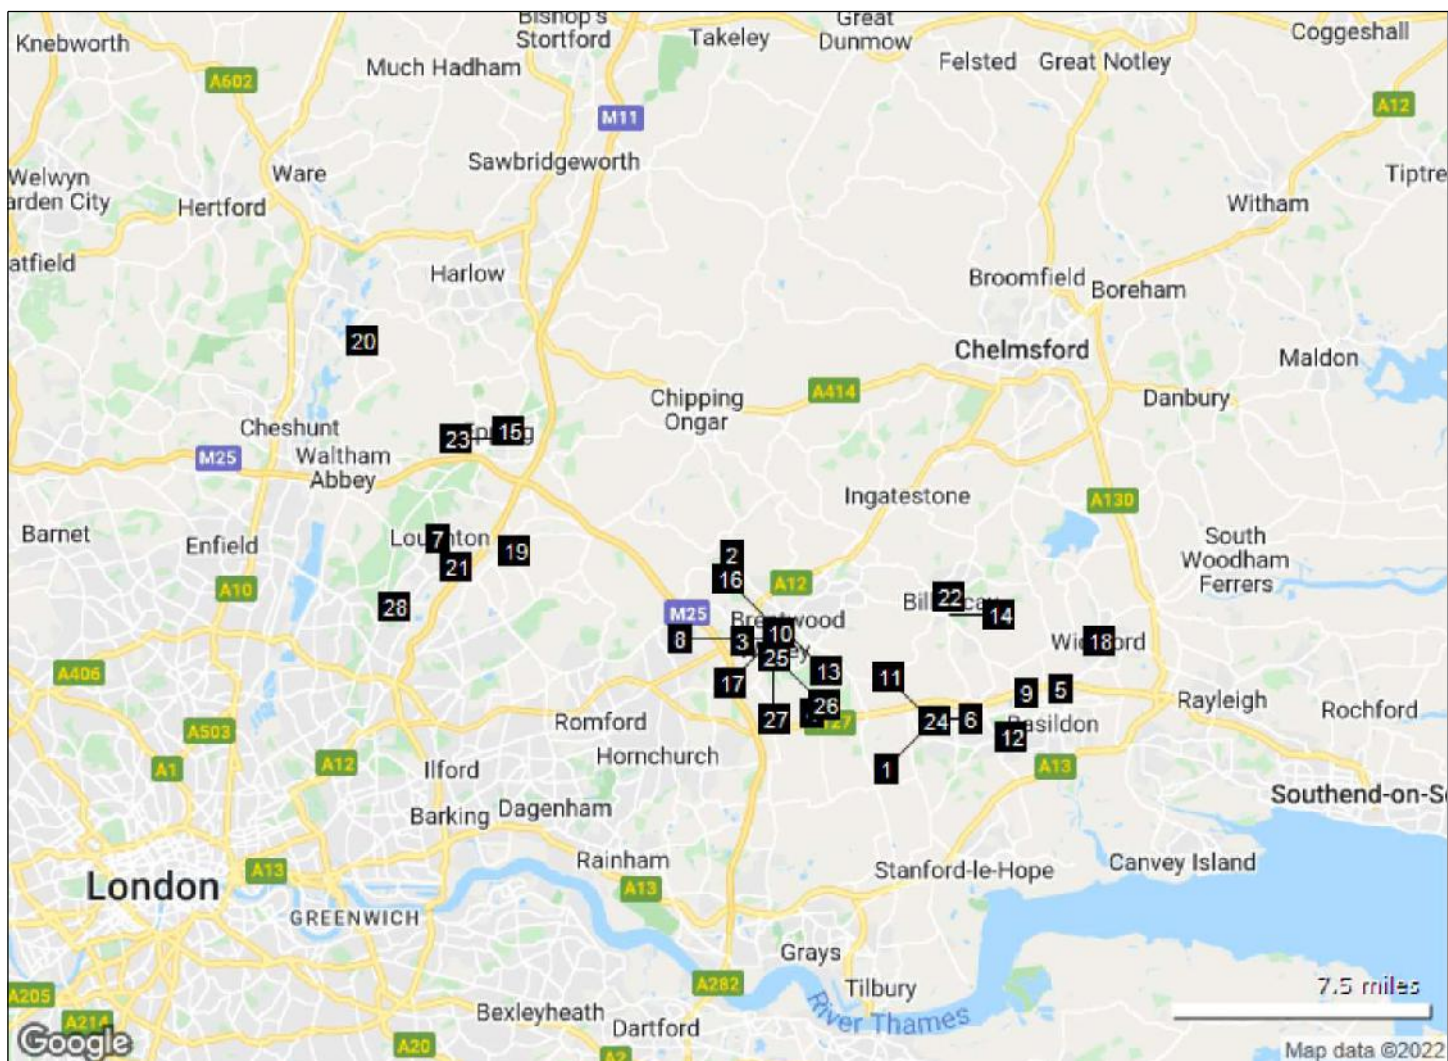 Bishop's
Stortford
Takeley
Great
Dunmow
Coggeshall
Knebworth
Much Hadham
Felsted
Great Notley
A602
M11
A12
Sawbridgeworth
Ware
Welwyn
arden City
Tiptre
Hertford
Witham
atfield
Harlow
Broomfield
Boreham
20
Chelmsford
Maldon
Chipping
Ongar
A414
Danbury
Cheshunt
23
15
M25
Waltham
Abbey
Ingatestone
A130
Barnet
Enfield
7
19
South
Woodham
Ferrers
21
2
16
A12
A10
28
22
14
M25
Brentwood
8
3
10
18
25
13
A406
17
11
9
5
Rayleigh
Rochford
26
27
24
6
Basildon
12
Romford
A503
Hornchurch
A1
A12
Ilford
1
A13
Barking
Dagenham
Southend-on-S
Rainham
A13
Stanford-le-Hope
Canvey Island
London
A13
GREENWICH
Grays
A282
Tilbury
7.5 miles
A205
River Thames
Bexleyheath
Dartford
A214
Google
A20
A2
Map data ©2022